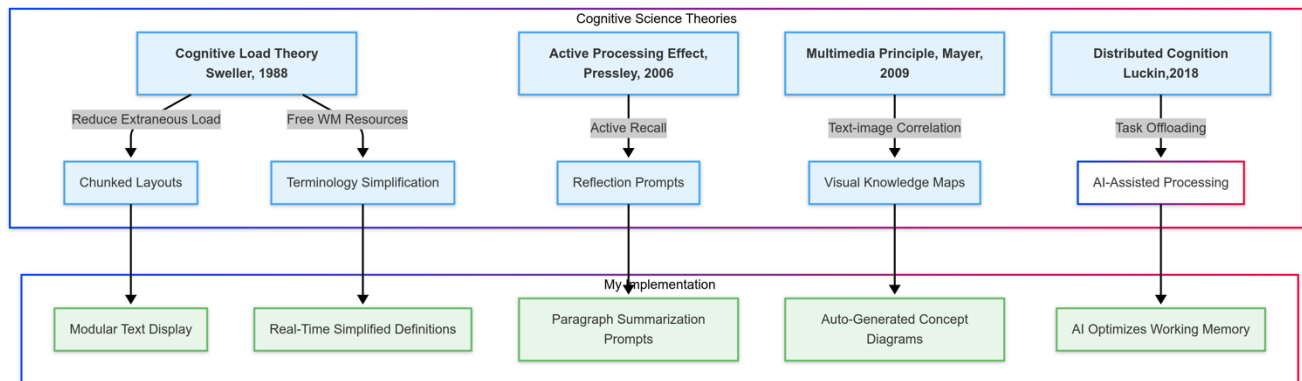 Cognitive Science Theories
Cognitive Load Theory
Sweller, 1988
Active Processing Effect,
Pressley, 2006
Multimedia Principle, Mayer,
2009
Distributed Cognition
Luckin,2018
Reduce Extraneous Load
Free WM Resources
Active Recall
Text-image Correlation
Task Offloading
Chunked Layouts
Terminology Simplification
Reflection Prompts
Visual Knowledge Maps
AI-Assisted Processing
My Implementation
Modular Text Display
Real-Time Simplified Definitions
Paragraph Summarization
Prompts
Auto-Generated Concept
Diagrams
AI Optimizes Working Memory